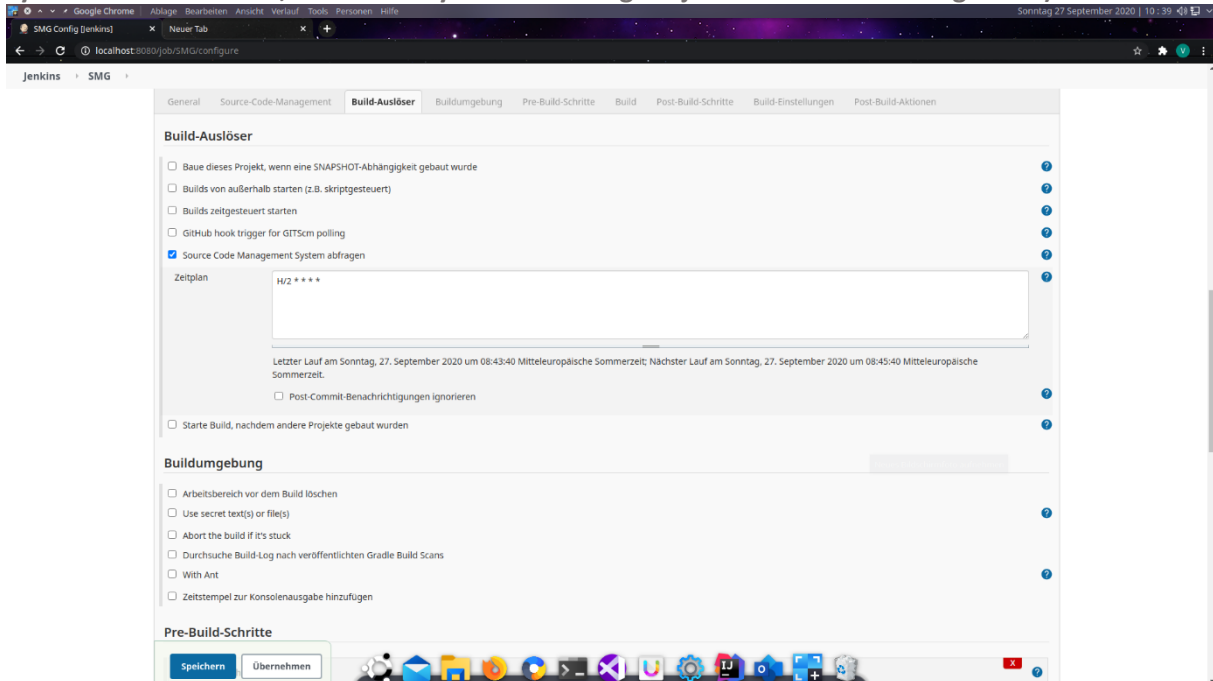 Google Chrome Ablage Bearbeiten Ansicht Verlauf Tools Personen Hilfe Sonntag 27 September 2020 | 10:39
SMG Config [Jenkins] Neuer Tab
localhost:8080/job/SMG/configure
Jenkins SMG
General Source-Code-Management Build-Auslöser Buildumgebung Pre-Build-Schritte Build Post-Build-Schritte Build-Einstellungen Post-Build-Aktionen
Build-Auslöser
Baue dieses Projekt, wenn eine SNAPSHOT-Abhängigkeit gebaut wurde
Builds von außerhalb starten (z.B. skriptgesteuert)
Builds zeitgesteuert starten
GitHub hook trigger for GITScm polling
Source Code Management System abfragen
Zeitplan
H/2 * * * *
Letzter Lauf am Sonntag, 27. September 2020 um 08:43:40 Mitteleuropäische Sommerzeit; Nächster Lauf am Sonntag, 27. September 2020 um 08:45:40 Mitteleuropäische
Sommerzeit.
Post-Commit-Benachrichtigungen ignorieren
Starte Build, nachdem andere Projekte gebaut wurden
Buildumgebung
Arbeitsbereich vor dem Build löschen
Use secret text(s) or file(s)
Abort the build if it's stuck
Durchsuche Build-Log nach veröffentlichten Gradle Build Scans
With Ant
Zeitstempel zur Konsolenausgabe hinzufügen
Pre-Build-Schritte
Speichern Übernehmen
X